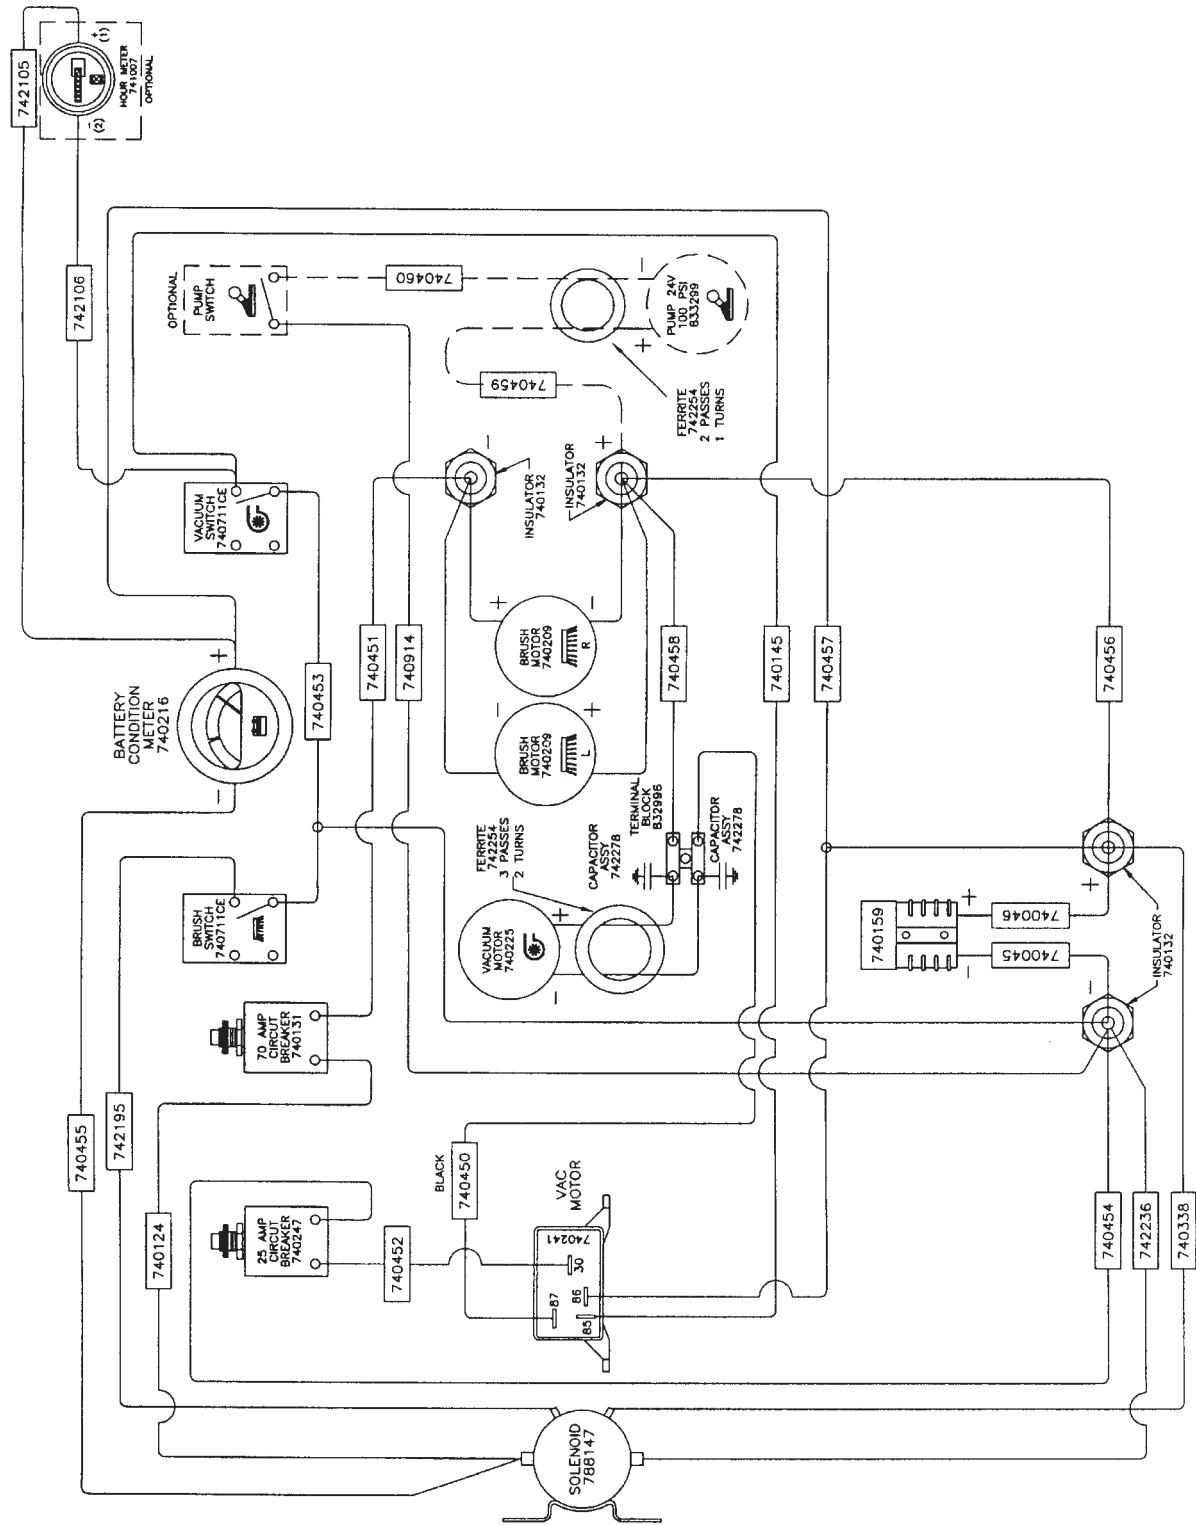 742105
+
(1)
HOUR METER
741007
OPTIONAL
-
(2)
742106
OPTIONAL
PUMP
SWITCH
740460
PUMP 24V
100 PSI
833299
-
+
740459
FERRITE
742254
2 PASSES
1 TURNS
VACUUM
SWITCH
740711CE
-
INSULATOR
740132
+
INSULATOR
740132
BATTERY
CONDITION
METER
740216
+
-
740453
740451
740914
+
BRUSH
MOTOR
740209
R
-
-
BRUSH
MOTOR
740209
L
+
740458
740145
740457
740456
BRUSH
SWITCH
740711CE
FERRITE
742254
3 PASSES
2 TURNS
CAPACITOR
ASSY
742278
TERMINAL
BLOCK
832996
CAPACITOR
ASSY
742278
VACUUM
MOTOR
740225
+
-
740159
+
-
740046
740045
+
-
INSULATOR
740132
70 AMP
CIRCUT
BREAKER
740131
740455
742195
740124
25 AMP
CIRCUT
BREAKER
740247
740452
BLACK
740450
VAC
MOTOR
740241
30
87
86
85
740454
742236
740338
SOLENOID
788147